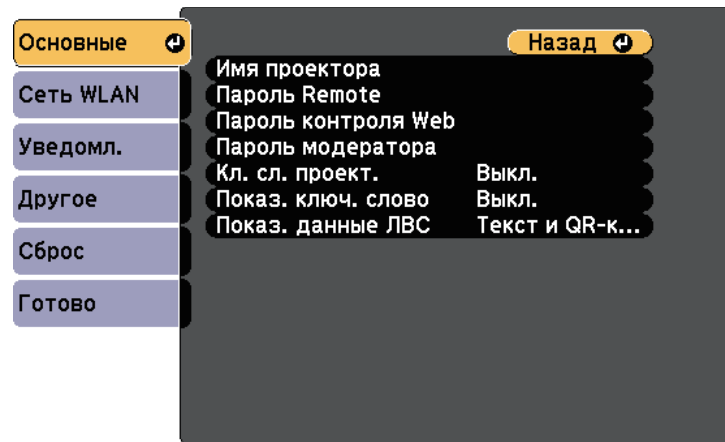 Основные
Сеть WLAN
Уведомл.
Другое
Сброс
Готово
Назад
Имя проектора
Пароль Remote
Пароль контроля Web
Пароль модератора
Кл. сл. проект. Выкл.
Показ. ключ. слово Выкл.
Показ. данные ЛВС Текст и QR-к...